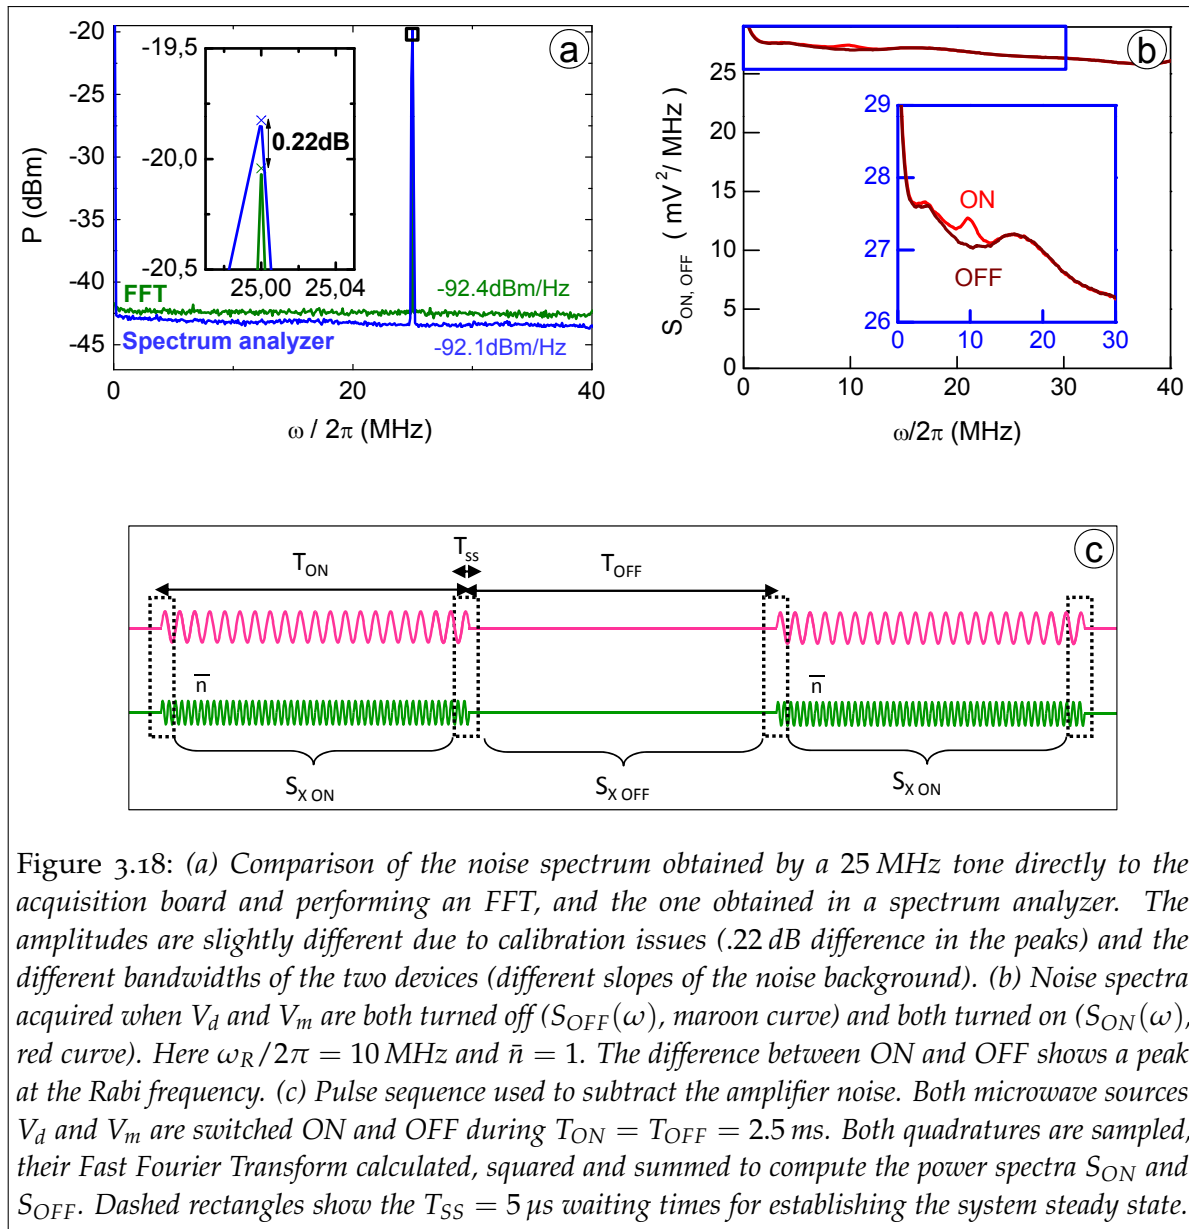 -20
-25
-30
-35
-40
-45
P (dBm)
a
-19,5
-20,0
-20,5
0.22dB
25,00 25,04
FFT
-92.4dBm/Hz
Spectrum analyzer
-92.1dBm/Hz
0 20 40
ω / 2π (MHz)
b
25
20
15
10
5
0
S_ON, OFF ( mV²/ MHz)
29
28
27
26
ON
OFF
0 10 20 30
0 10 20 30 40
ω/2π (MHz)
c
T_ON T_SS T_OFF
n̄ n̄
S_X ON S_X OFF S_X ON
Figure 3.18: (a) Comparison of the noise spectrum obtained by a 25 MHz tone directly to the
acquisition board and performing an FFT, and the one obtained in a spectrum analyzer. The
amplitudes are slightly different due to calibration issues (.22 dB difference in the peaks) and the
different bandwidths of the two devices (different slopes of the noise background). (b) Noise spectra
acquired when V_d and V_m are both turned off (S_OFF(ω), maroon curve) and both turned on (S_ON(ω),
red curve). Here ω_R/2π = 10 MHz and n̄ = 1. The difference between ON and OFF shows a peak
at the Rabi frequency. (c) Pulse sequence used to subtract the amplifier noise. Both microwave sources
V_d and V_m are switched ON and OFF during T_ON = T_OFF = 2.5 ms. Both quadratures are sampled,
their Fast Fourier Transform calculated, squared and summed to compute the power spectra S_ON and
S_OFF. Dashed rectangles show the T_SS = 5 μs waiting times for establishing the system steady state.